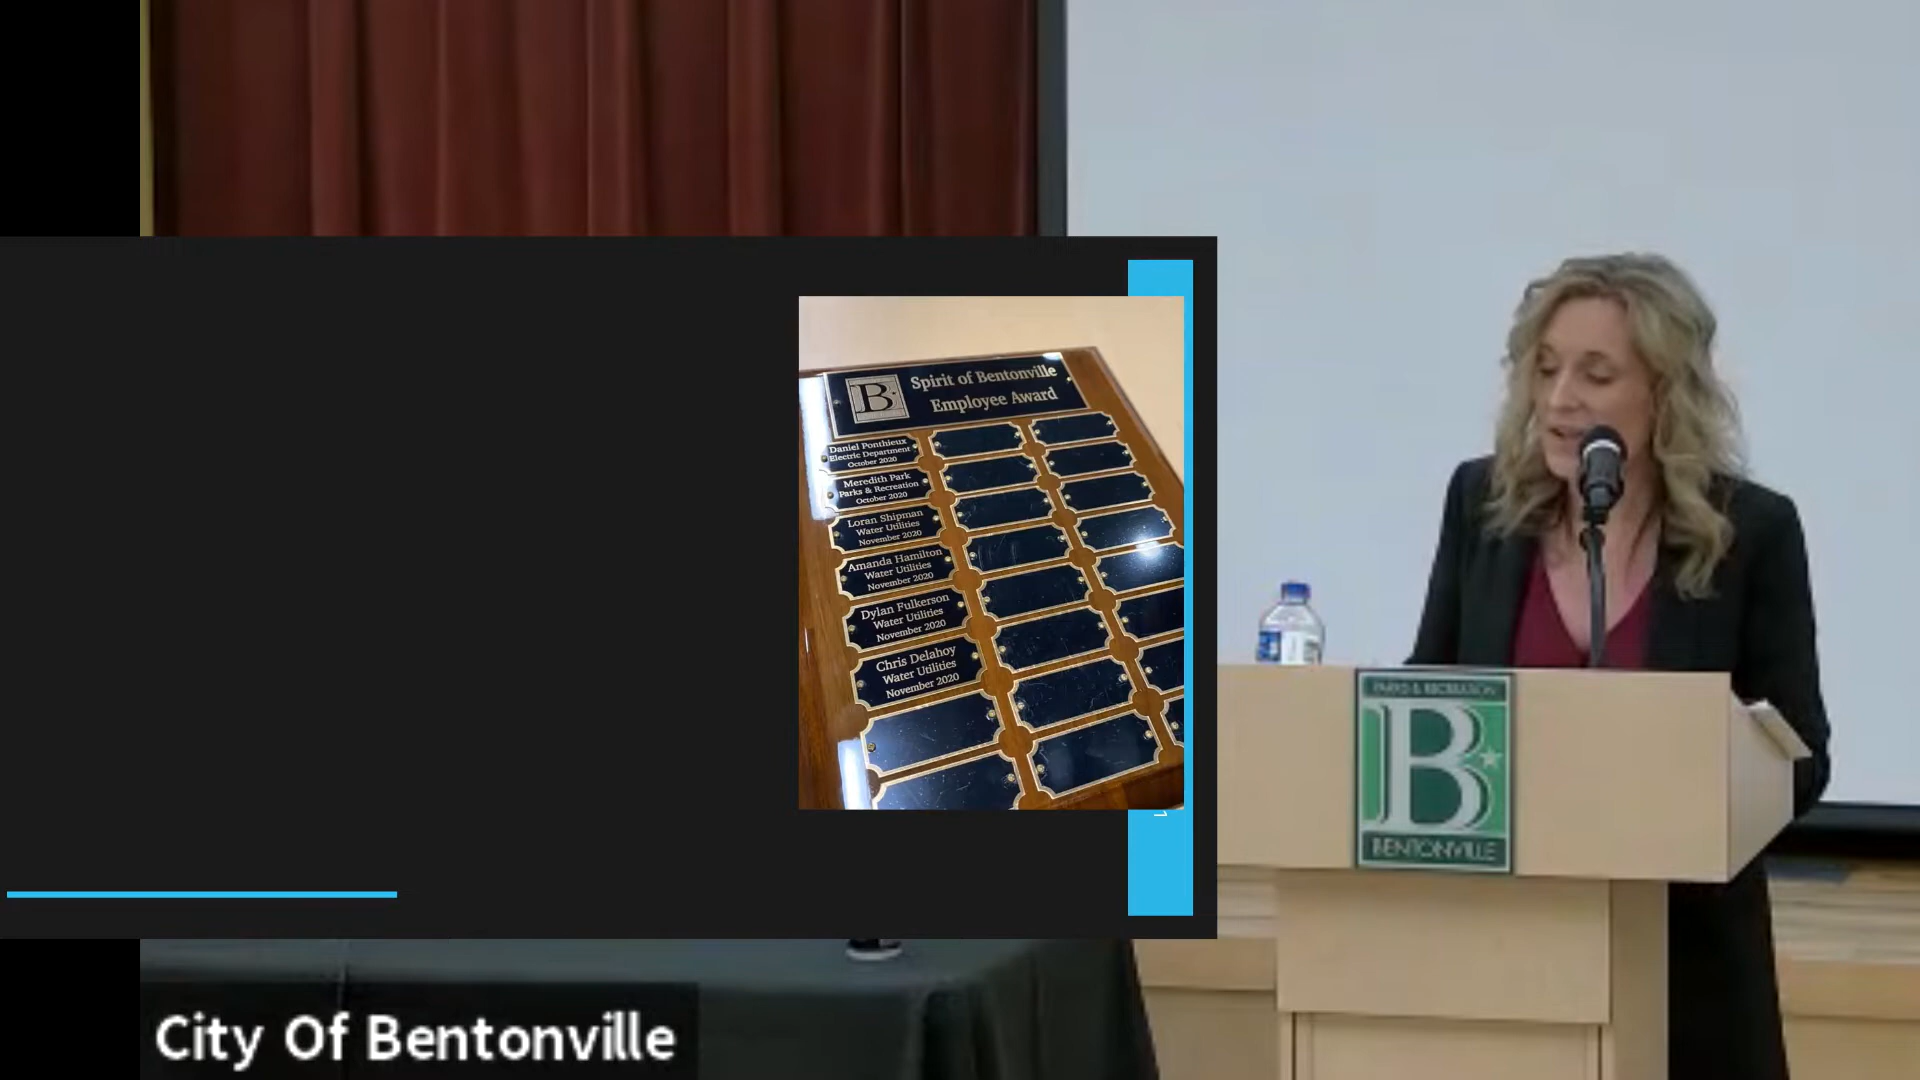 B
Spirit of Bentonville
Employee Award
Daniel Ponthieux
Electric Department
October 2020
Meredith Park
Parks & Recreation
October 2020
Loran Shipman
Water Utilities
November 2020
Amanda Hamilton
Water Utilities
November 2020
Dylan Fulkerson
Water Utilities
November 2020
Chris Delahoy
Water Utilities
November 2020
PARKS & RECREATION
B
BENTONVILLE
City Of Bentonville